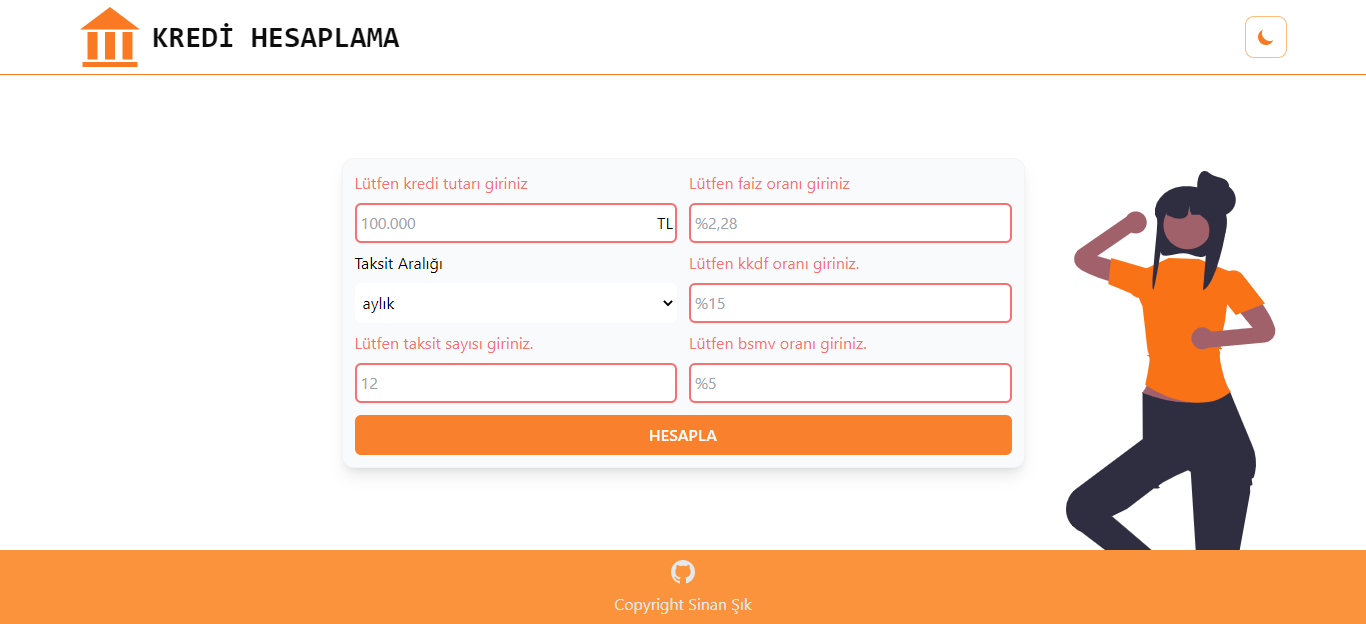 KREDİ HESAPLAMA
Lütfen kredi tutarı giriniz
100.000 TL
Lütfen faiz oranı giriniz
%2,28
Taksit Aralığı
aylık
Lütfen kkdf oranı giriniz.
%15
Lütfen taksit sayısı giriniz.
12
Lütfen bsmv oranı giriniz.
%5
HESAPLA
Copyright Sinan Şık